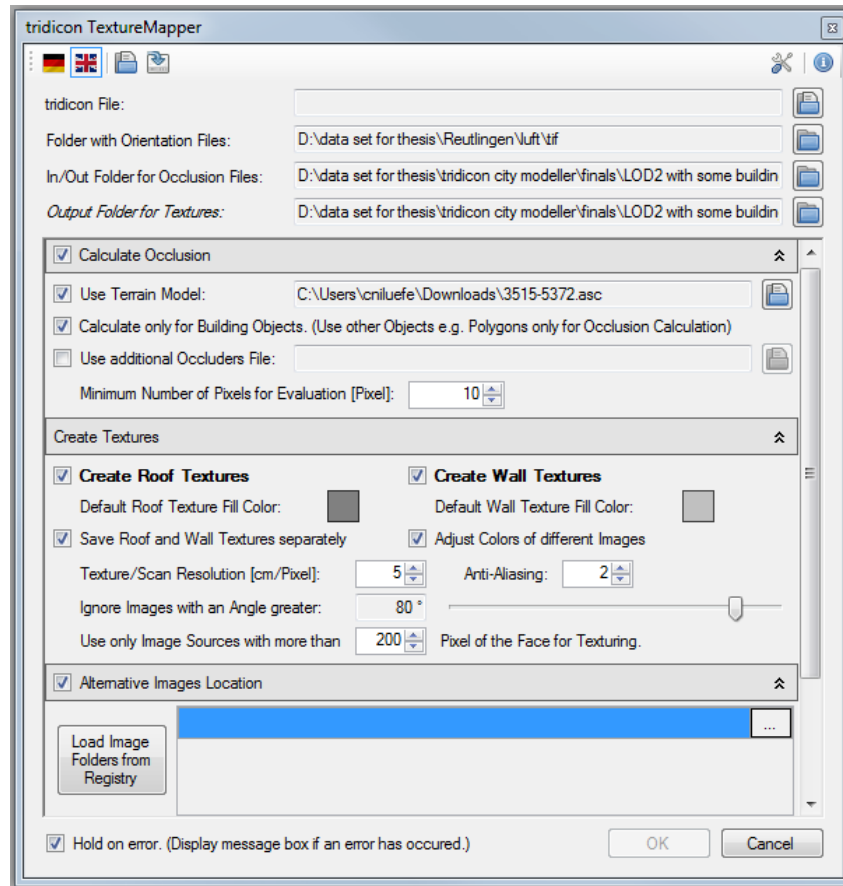 tridicon TextureMapper
tridicon File:
Folder with Orientation Files: D:\data set for thesis\Reutlingen\luft\tif
In/Out Folder for Occlusion Files: D:\data set for thesis\tridicon city modeller\finals\LOD2 with some buildin
Output Folder for Textures: D:\data set for thesis\tridicon city modeller\finals\LOD2 with some buildin
Calculate Occlusion
Use Terrain Model: C:\Users\cniluefe\Downloads\3515-5372.asc
Calculate only for Building Objects. (Use other Objects e.g. Polygons only for Occlusion Calculation)
Use additional Occluders File:
Minimum Number of Pixels for Evaluation [Pixel]: 10
Create Textures
Create Roof Textures Create Wall Textures
Default Roof Texture Fill Color: Default Wall Texture Fill Color:
Save Roof and Wall Textures separately Adjust Colors of different Images
Texture/Scan Resolution [cm/Pixel]: 5 Anti-Aliasing: 2
Ignore Images with an Angle greater: 80 °
Use only Image Sources with more than 200 Pixel of the Face for Texturing.
Alternative Images Location
...
Load Image
Folders from
Registry
Hold on error. (Display message box if an error has occured.) OK Cancel